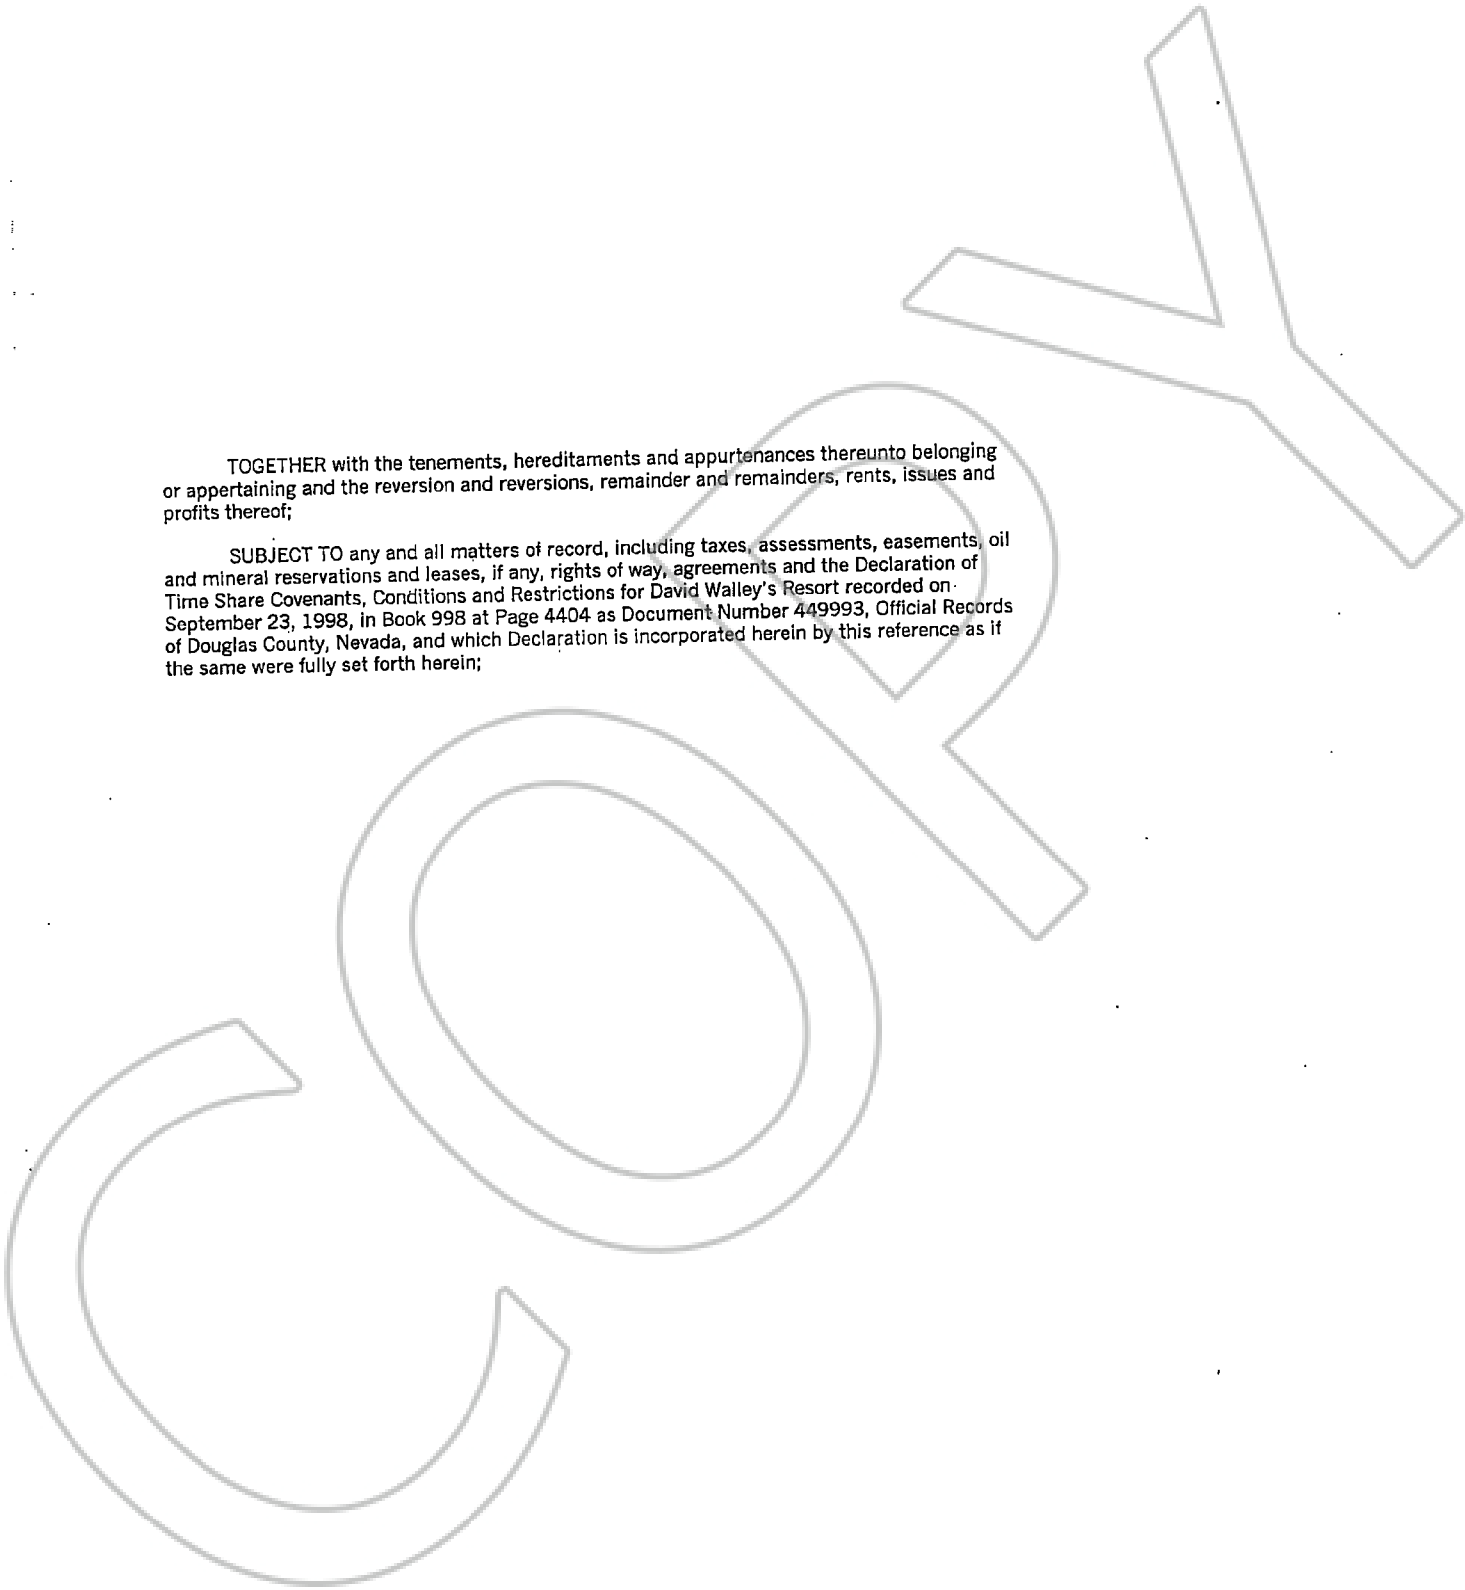 TOGETHER with the tenements, hereditaments and appurtenances thereunto belonging
or appertaining and the reversion and reversions, remainder and remainders, rents, issues and
profits thereof;
SUBJECT TO any and all matters of record, including taxes, assessments, easements, oil
and mineral reservations and leases, if any, rights of way, agreements and the Declaration of
Time Share Covenants, Conditions and Restrictions for David Walley's Resort recorded on
September 23, 1998, in Book 998 at Page 4404 as Document Number 449993, Official Records
of Douglas County, Nevada, and which Declaration is incorporated herein by this reference as if
the same were fully set forth herein;
COPY